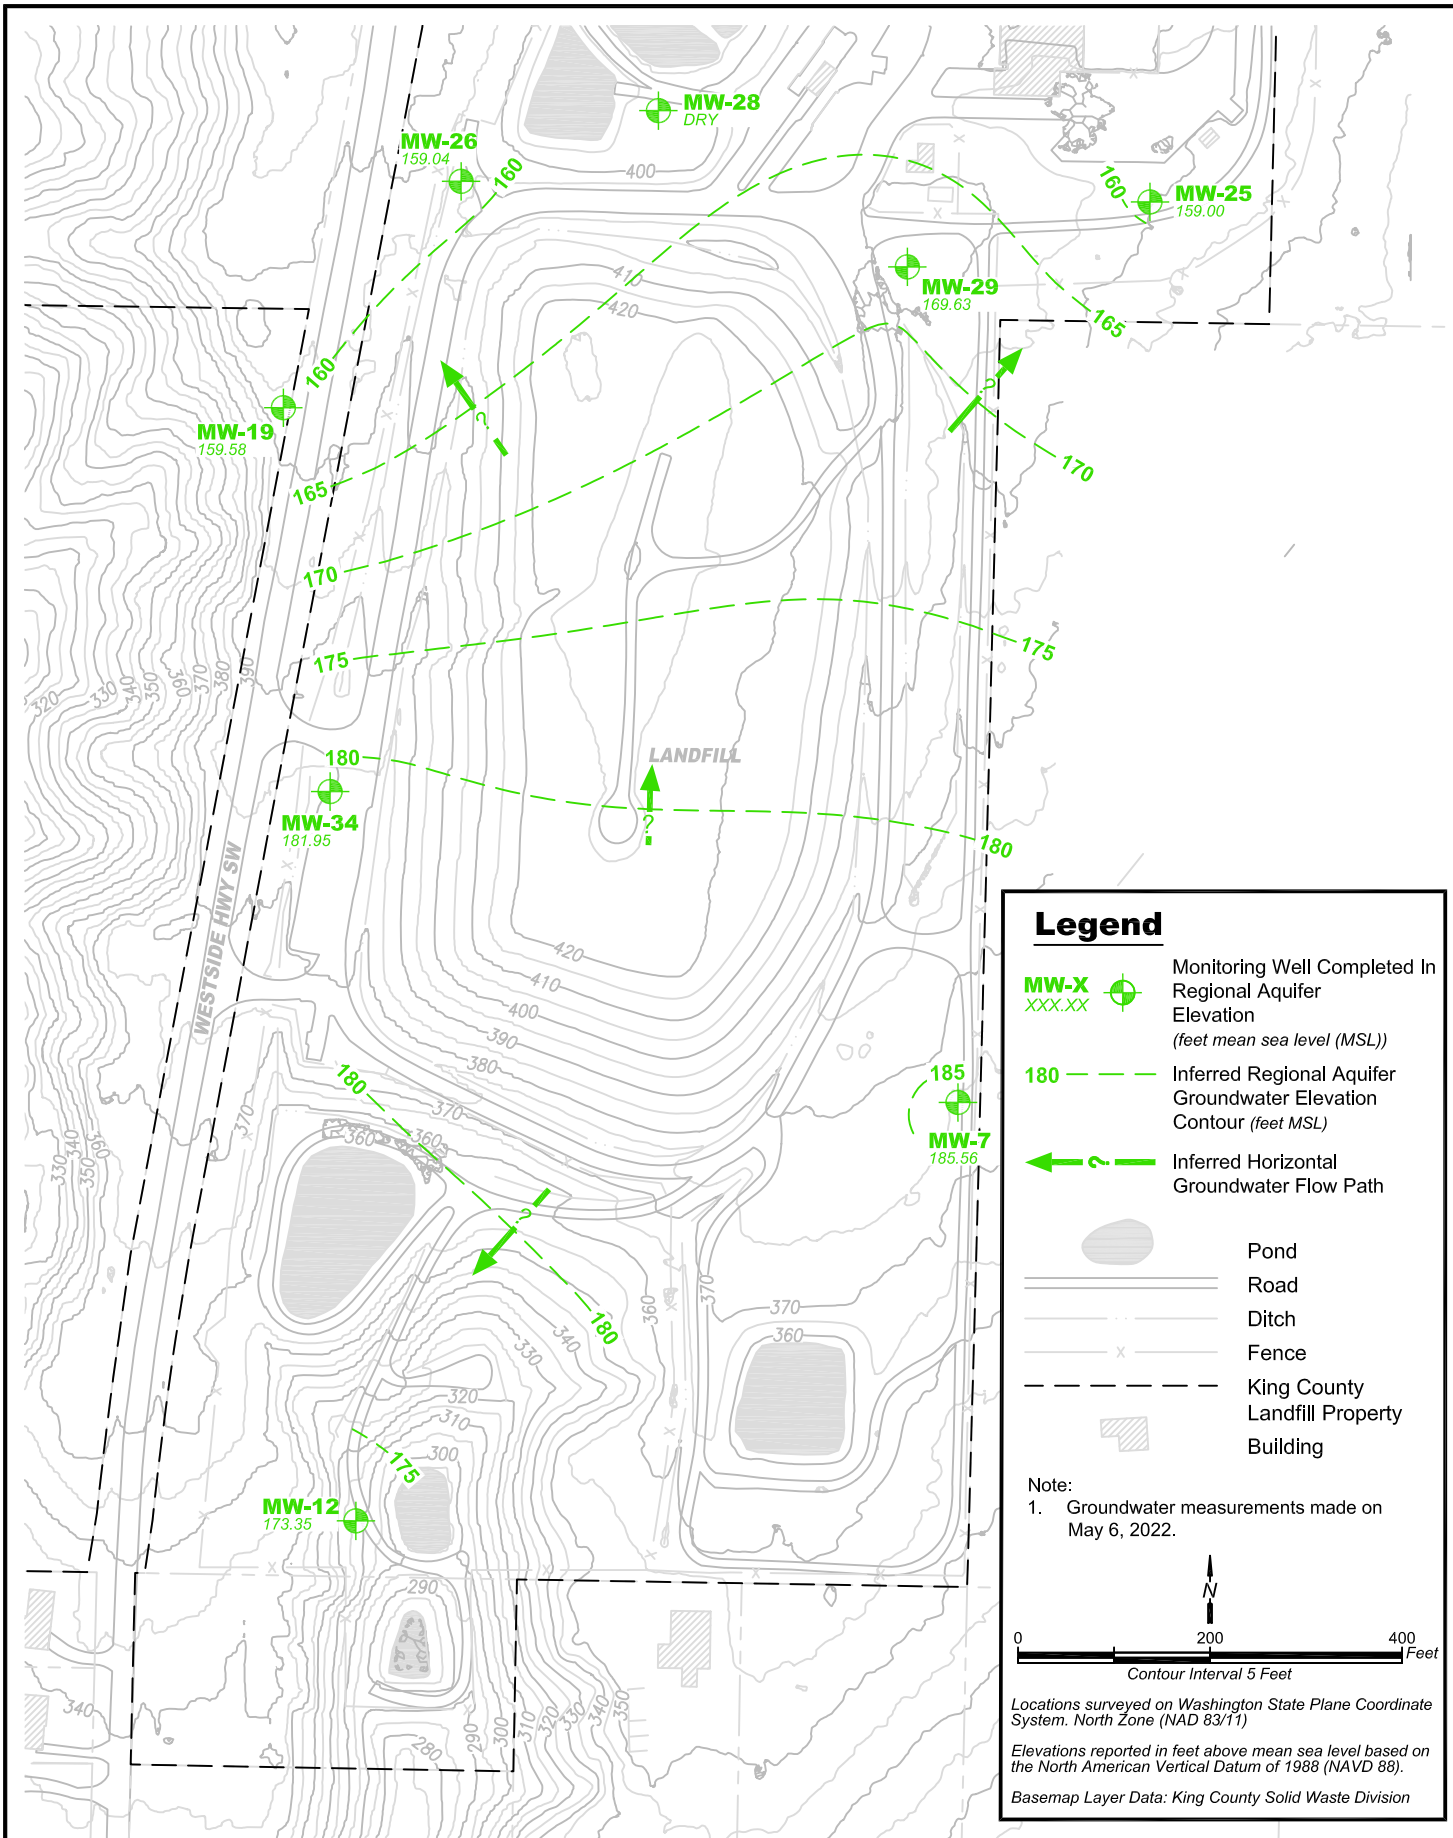 MW-28
DRY
MW-26
159.04
160
400
160
MW-25
159.00
410
420
MW-29
169.63
165
160
?
?
MW-19
159.58
165
170
170
175
175
320
330
340
350
360
370
380
390
LANDFILL
180
MW-34
181.95
?
180
WESTSIDE HWY SW
420
410
400
390
380
370
360
360
370
330
340
350
360
180
185
MW-7
185.56
?
180
360
370
370
360
340
330
320
310
300
175
MW-12
173.35
290
340
280
290
300
310
320
330
340
350
Legend
MW-X
XXX.XX
Monitoring Well Completed In
Regional Aquifer
Elevation
(feet mean sea level (MSL))
180
Inferred Regional Aquifer
Groundwater Elevation
Contour (feet MSL)
?
Inferred Horizontal
Groundwater Flow Path
Pond
Road
Ditch
X
Fence
King County
Landfill Property
Building
Note:
1. Groundwater measurements made on
May 6, 2022.
N
0 200 400
Feet
Contour Interval 5 Feet
Locations surveyed on Washington State Plane Coordinate
System. North Zone (NAD 83/11)
Elevations reported in feet above mean sea level based on
the North American Vertical Datum of 1988 (NAVD 88).
Basemap Layer Data: King County Solid Waste Division